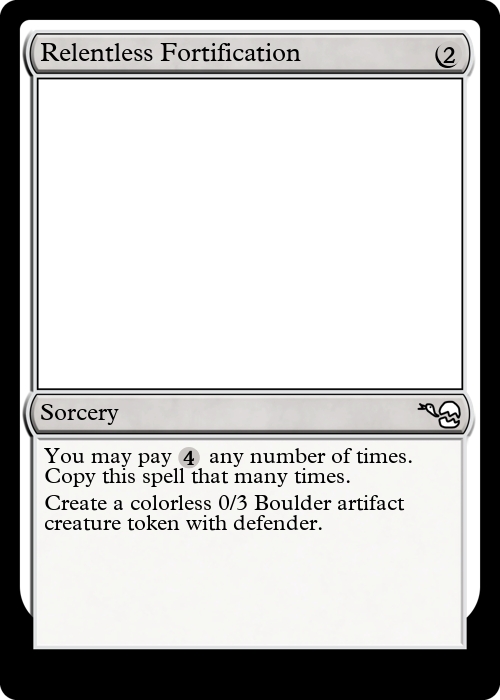 Relentless Fortification 2
Sorcery
You may pay 4 any number of times.
Copy this spell that many times.
Create a colorless 0/3 Boulder artifact
creature token with defender.